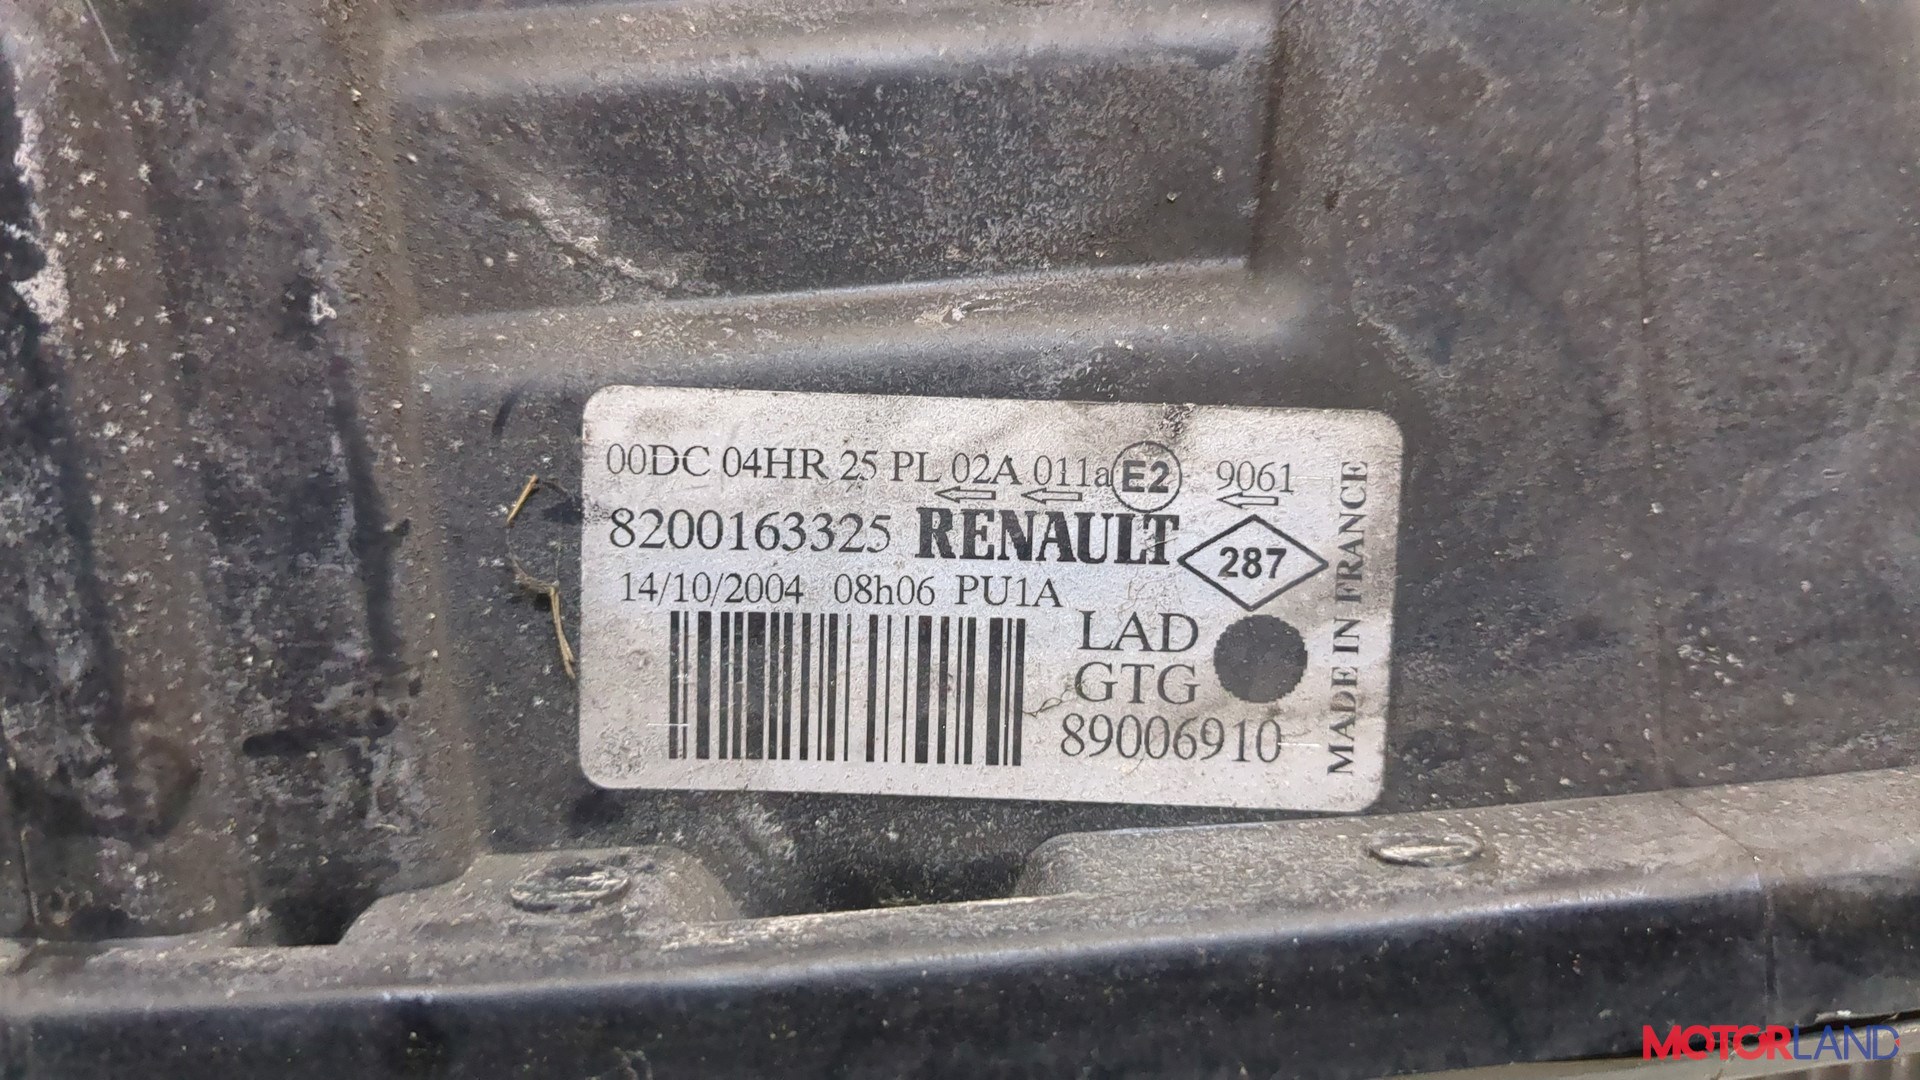 00DC 04HR 25 PL 02A 011a E2 9061
8200163325 RENAULT 287
14/10/2004 08h06 PU1A
LAD
GTG
89006910
MADE IN FRANCE
MOTORLAND